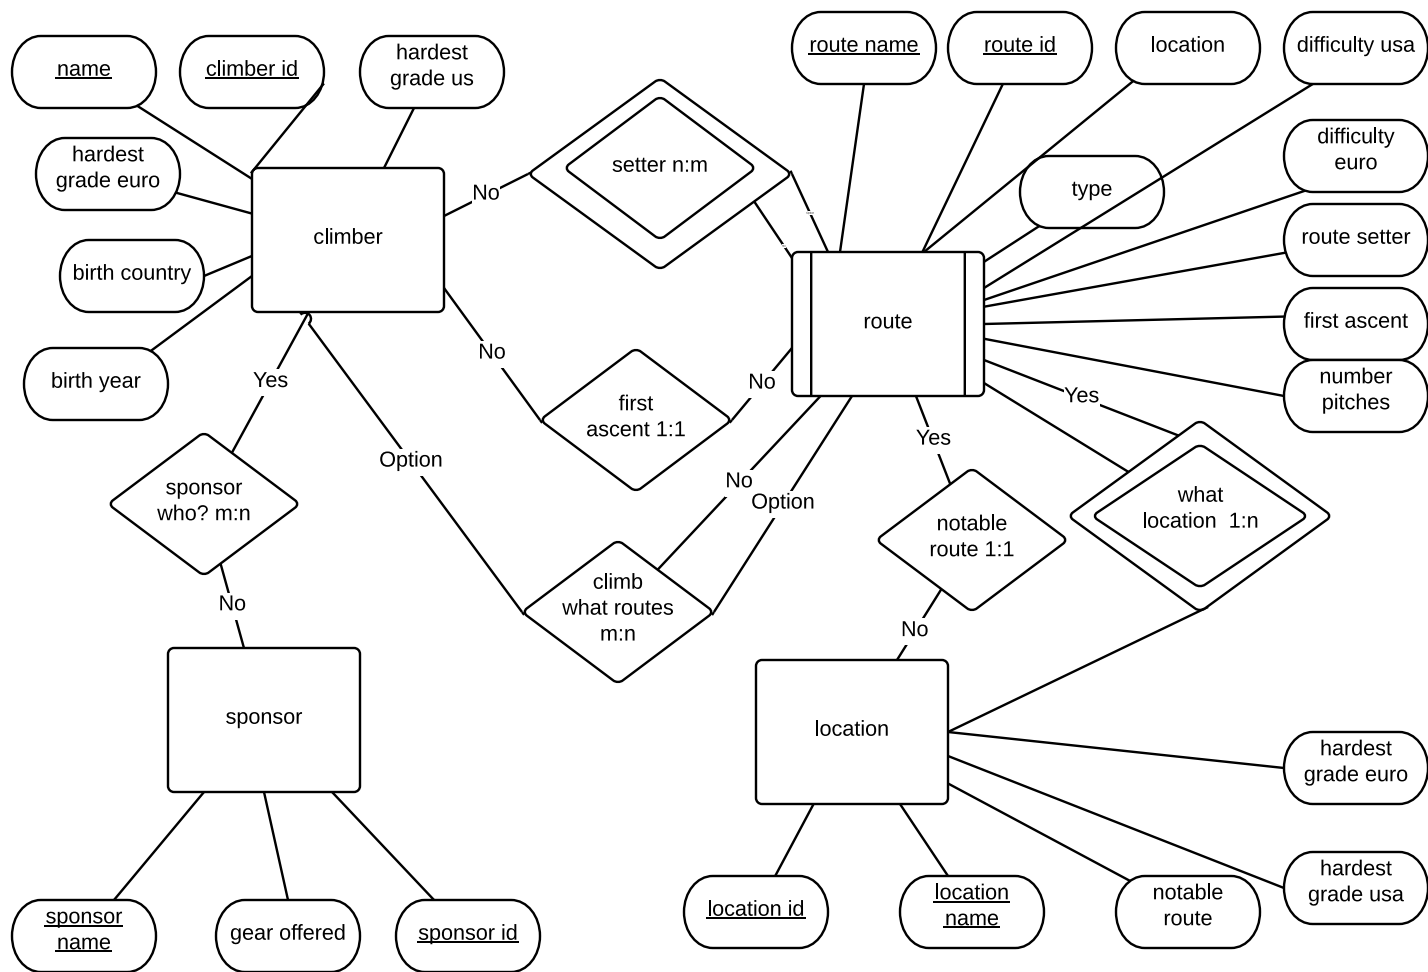 name
climber id
hardest
grade us
route name
route id
location
difficulty usa
hardest
grade euro
setter n:m
difficulty
euro
type
No
climber
birth country
route setter
route
first ascent
birth year
Yes
No
No
first
ascent 1:1
number
pitches
Yes
Option
Yes
No
Option
sponsor
who? m:n
what
location 1:n
notable
route 1:1
climb
what routes
m:n
No
No
sponsor
location
hardest
grade euro
hardest
grade usa
location id
location
name
notable
route
sponsor
name
gear offered
sponsor id